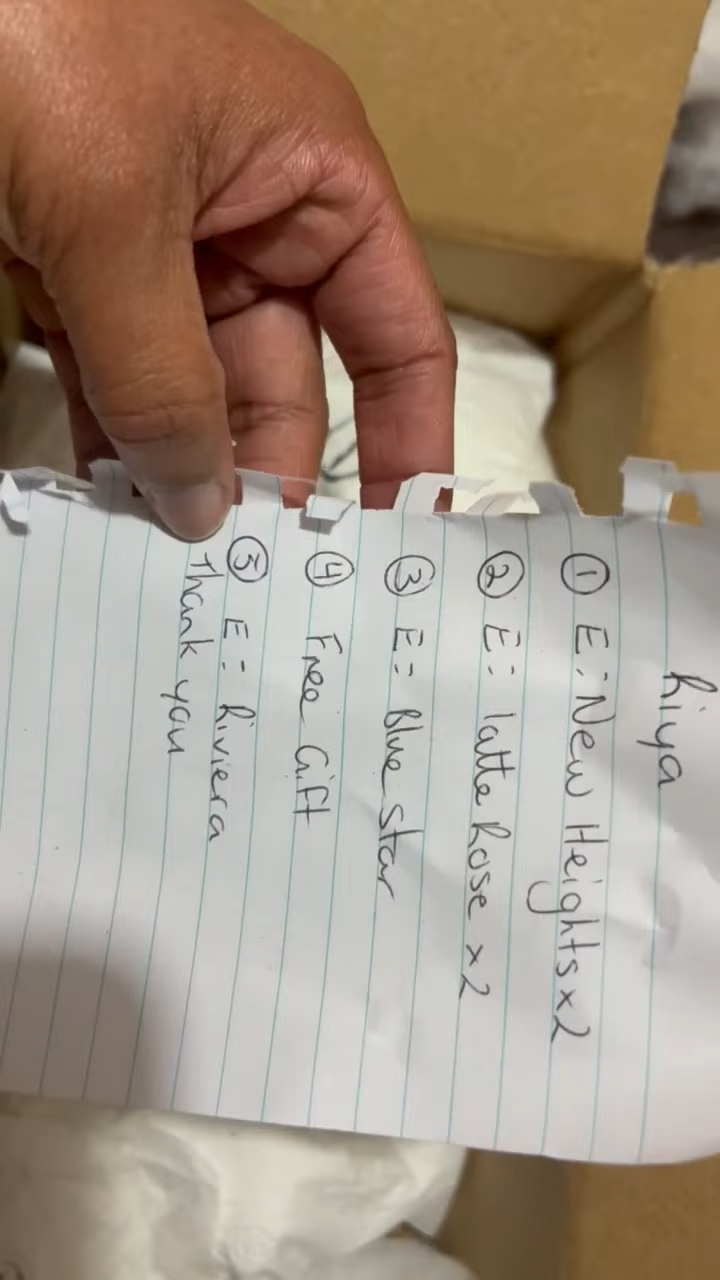 Riya
① E: New Heights x2
② E: latte Rose x2
③ E: Blue Star
④ Free Gift
⑤ E: Riviera
Thank you